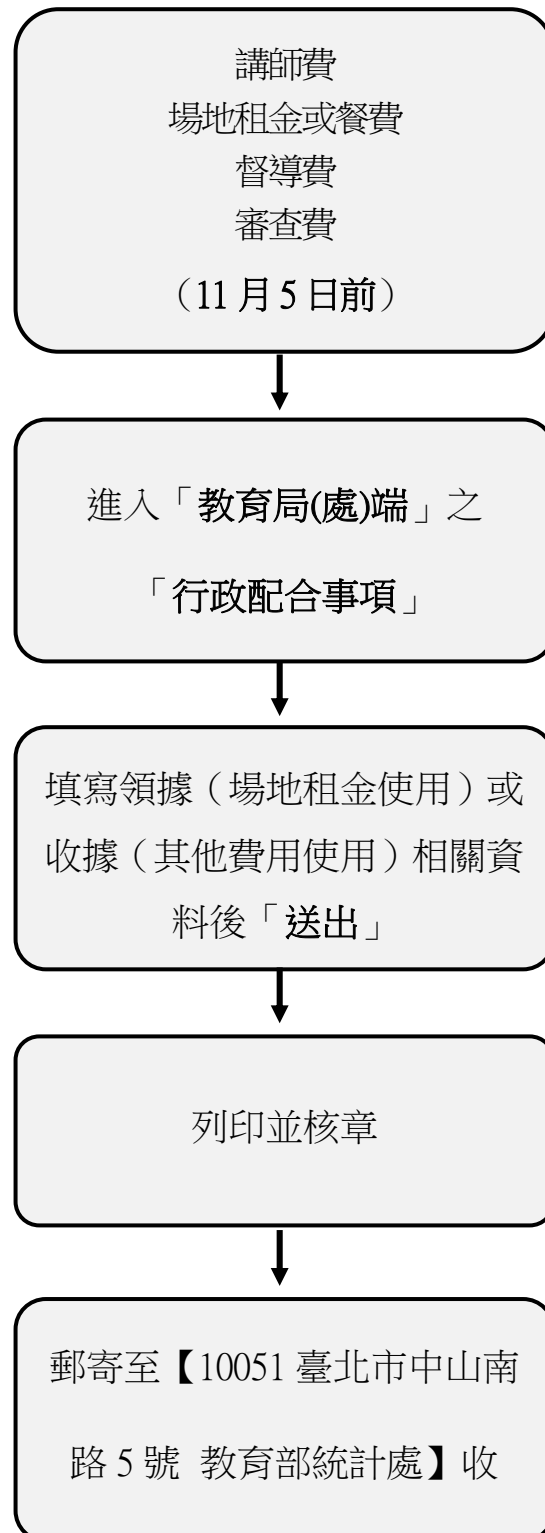 講師費
場地租金或餐費
督導費
審查費
（11 月 5 日前）
進入「教育局(處)端」之
「行政配合事項」
填寫領據（場地租金使用）或
收據（其他費用使用）相關資
料後「送出」
列印並核章
郵寄至【10051 臺北市中山南
路 5 號 教育部統計處】收